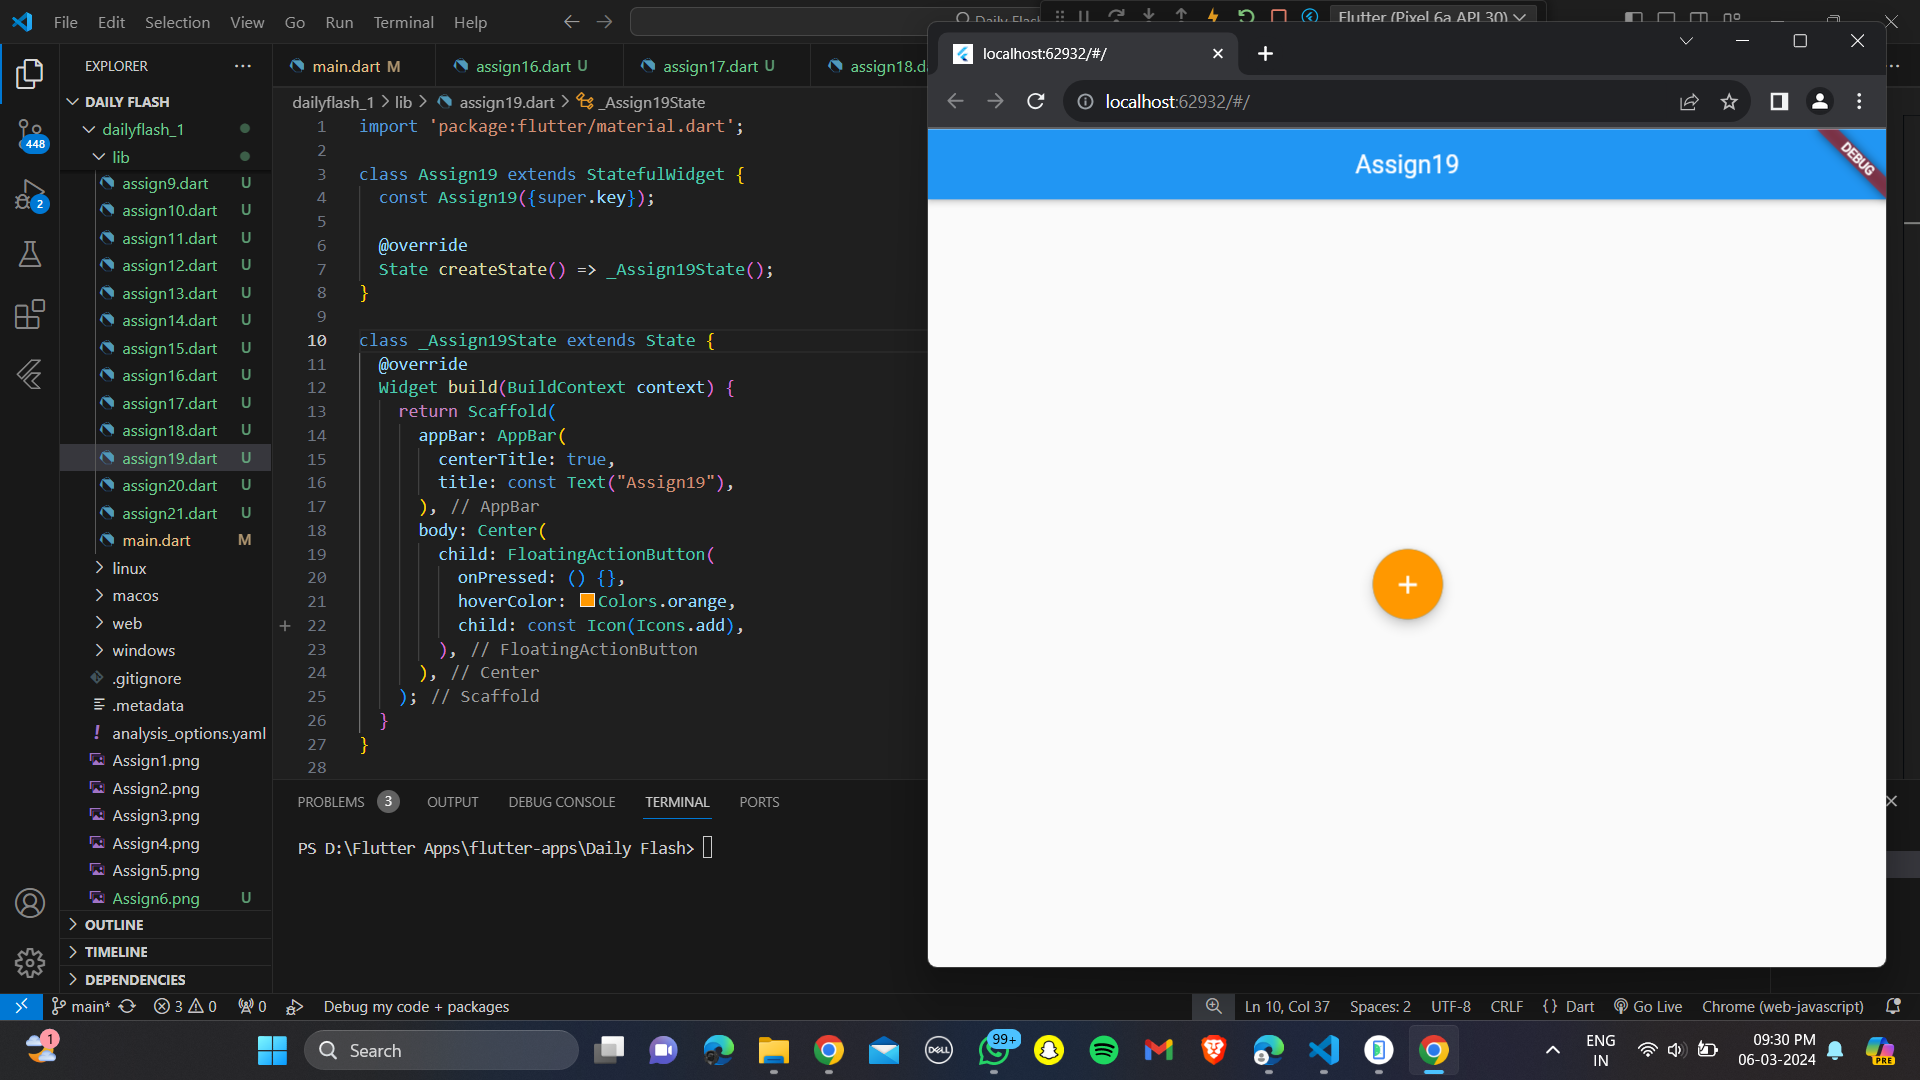 File Edit Selection View Go Run Terminal Help
Daily Flash
Flutter (Pixel 6a API 30)
EXPLORER
main.dart M
assign16.dart U
assign17.dart U
assign18.d
localhost:62932/#/
localhost:62932/#/
DAILY FLASH
dailyflash_1
lib
assign9.dart U
assign10.dart U
assign11.dart U
assign12.dart U
assign13.dart U
assign14.dart U
assign15.dart U
assign16.dart U
assign17.dart U
assign18.dart U
assign19.dart U
assign20.dart U
assign21.dart U
main.dart M
linux
macos
web
windows
.gitignore
.metadata
! analysis_options.yaml
Assign1.png
Assign2.png
Assign3.png
Assign4.png
Assign5.png
Assign6.png U
OUTLINE
TIMELINE
DEPENDENCIES
448
2
dailyflash_1 > lib > assign19.dart > _Assign19State
1 import 'package:flutter/material.dart';
2
3 class Assign19 extends StatefulWidget {
4 const Assign19({super.key});
5
6 @override
7 State createState() => _Assign19State();
8 }
9
10 class _Assign19State extends State {
11 @override
12 Widget build(BuildContext context) {
13 return Scaffold(
14 appBar: AppBar(
15 centerTitle: true,
16 title: const Text("Assign19"),
17 ), // AppBar
18 body: Center(
19 child: FloatingActionButton(
20 onPressed: () {},
21 hoverColor: Colors.orange,
22 child: const Icon(Icons.add),
23 ), // FloatingActionButton
24 ), // Center
25 ); // Scaffold
26 }
27 }
28
PROBLEMS 3 OUTPUT DEBUG CONSOLE TERMINAL PORTS
PS D:\Flutter Apps\flutter-apps\Daily Flash>
Assign19
DEBUG
main* 3 0 0 Debug my code + packages
Ln 10, Col 37 Spaces: 2 UTF-8 CRLF {} Dart Go Live Chrome (web-javascript)
1
Search
DELL
99+
ENG
IN
09:30 PM
06-03-2024
PRE